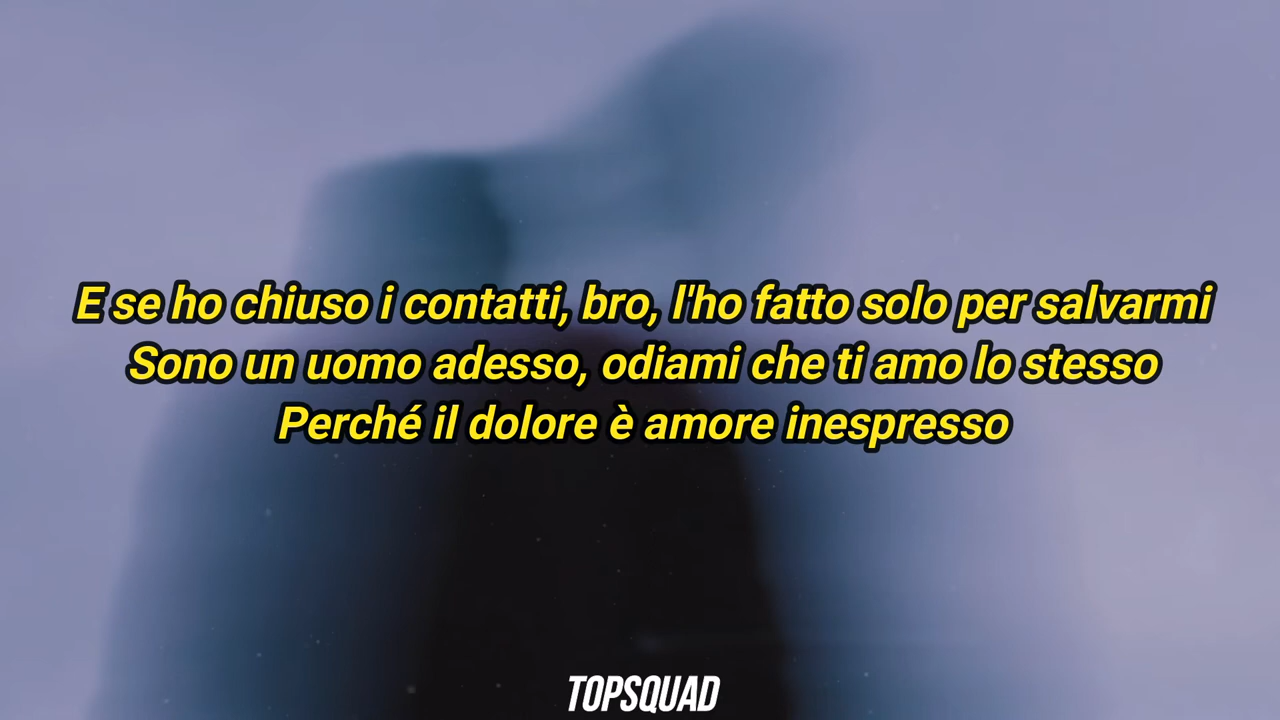 E se ho chiuso i contatti, bro, l'ho fatto solo per salvarmi
Sono un uomo adesso, odiami che ti amo lo stesso
Perché il dolore è amore inespresso
TOPSQUAD